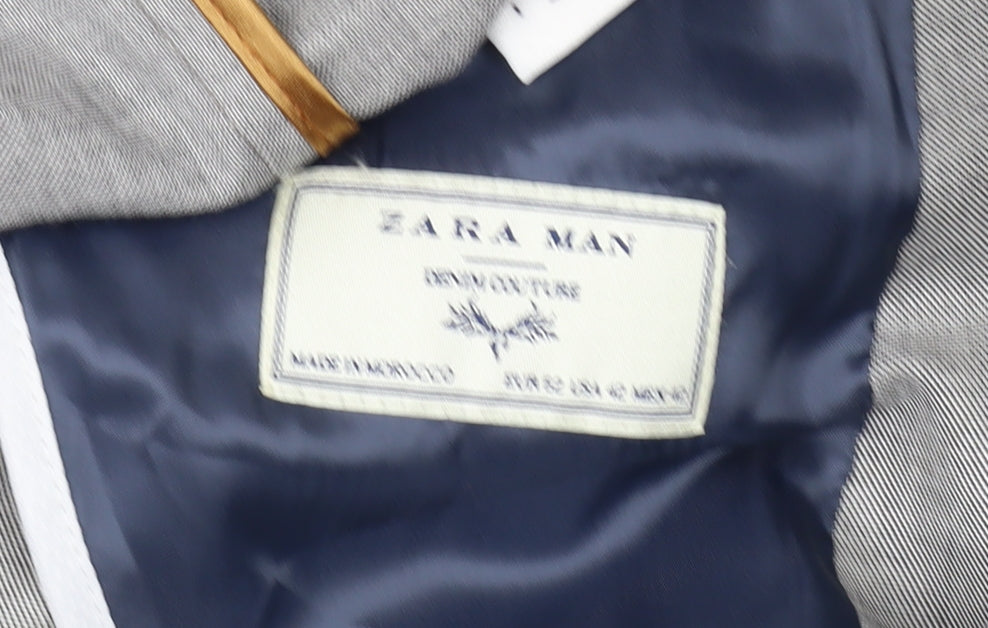 ZARA MAN
DENIM COUTURE
MADE IN MOROCCO
EUR 52 USA 42 MEX 42